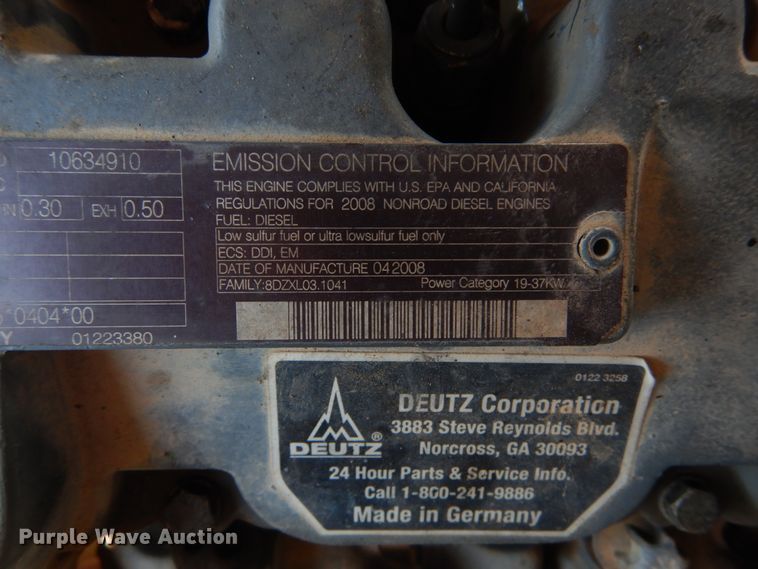 10634910
IN 0.30 EXH 0.50
*0404*00
Y 01223380
EMISSION CONTROL INFORMATION
THIS ENGINE COMPLIES WITH U.S. EPA AND CALIFORNIA
REGULATIONS FOR 2008 NONROAD DIESEL ENGINES
FUEL: DIESEL
Low sulfur fuel or ultra lowsulfur fuel only
ECS: DDI, EM
DATE OF MANUFACTURE 042008
FAMILY:8DZXL03.1041 Power Category 19-37KW
0122 3258
DEUTZ®
DEUTZ Corporation
3883 Steve Reynolds Blvd.
Norcross, GA 30093
24 Hour Parts & Service Info.
Call 1-800-241-9886
Made in Germany
Purple Wave Auction